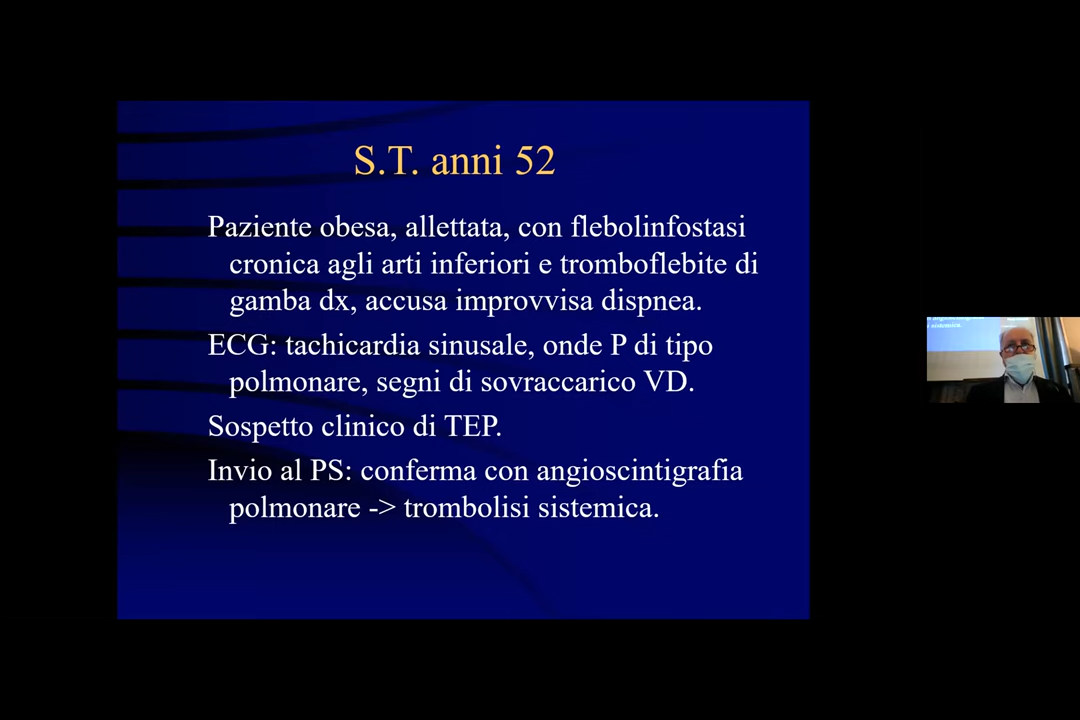 S.T. anni 52
Paziente obesa, allettata, con flebolinfostasi
cronica agli arti inferiori e tromboflebite di
gamba dx, accusa improvvisa dispnea.
ECG: tachicardia sinusale, onde P di tipo
polmonare, segni di sovraccarico VD.
Sospetto clinico di TEP.
Invio al PS: conferma con angioscintigrafia
polmonare -> trombolisi sistemica.